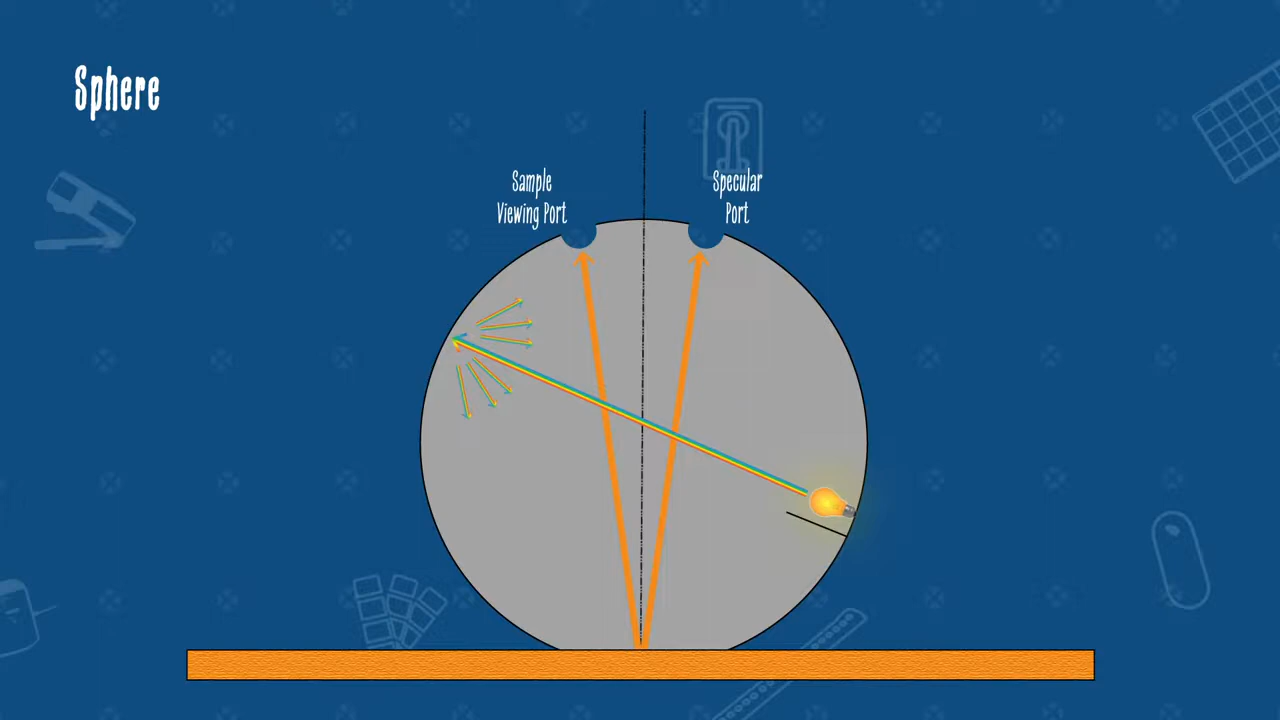 Sphere
Sample
Viewing Port
Specular
Port